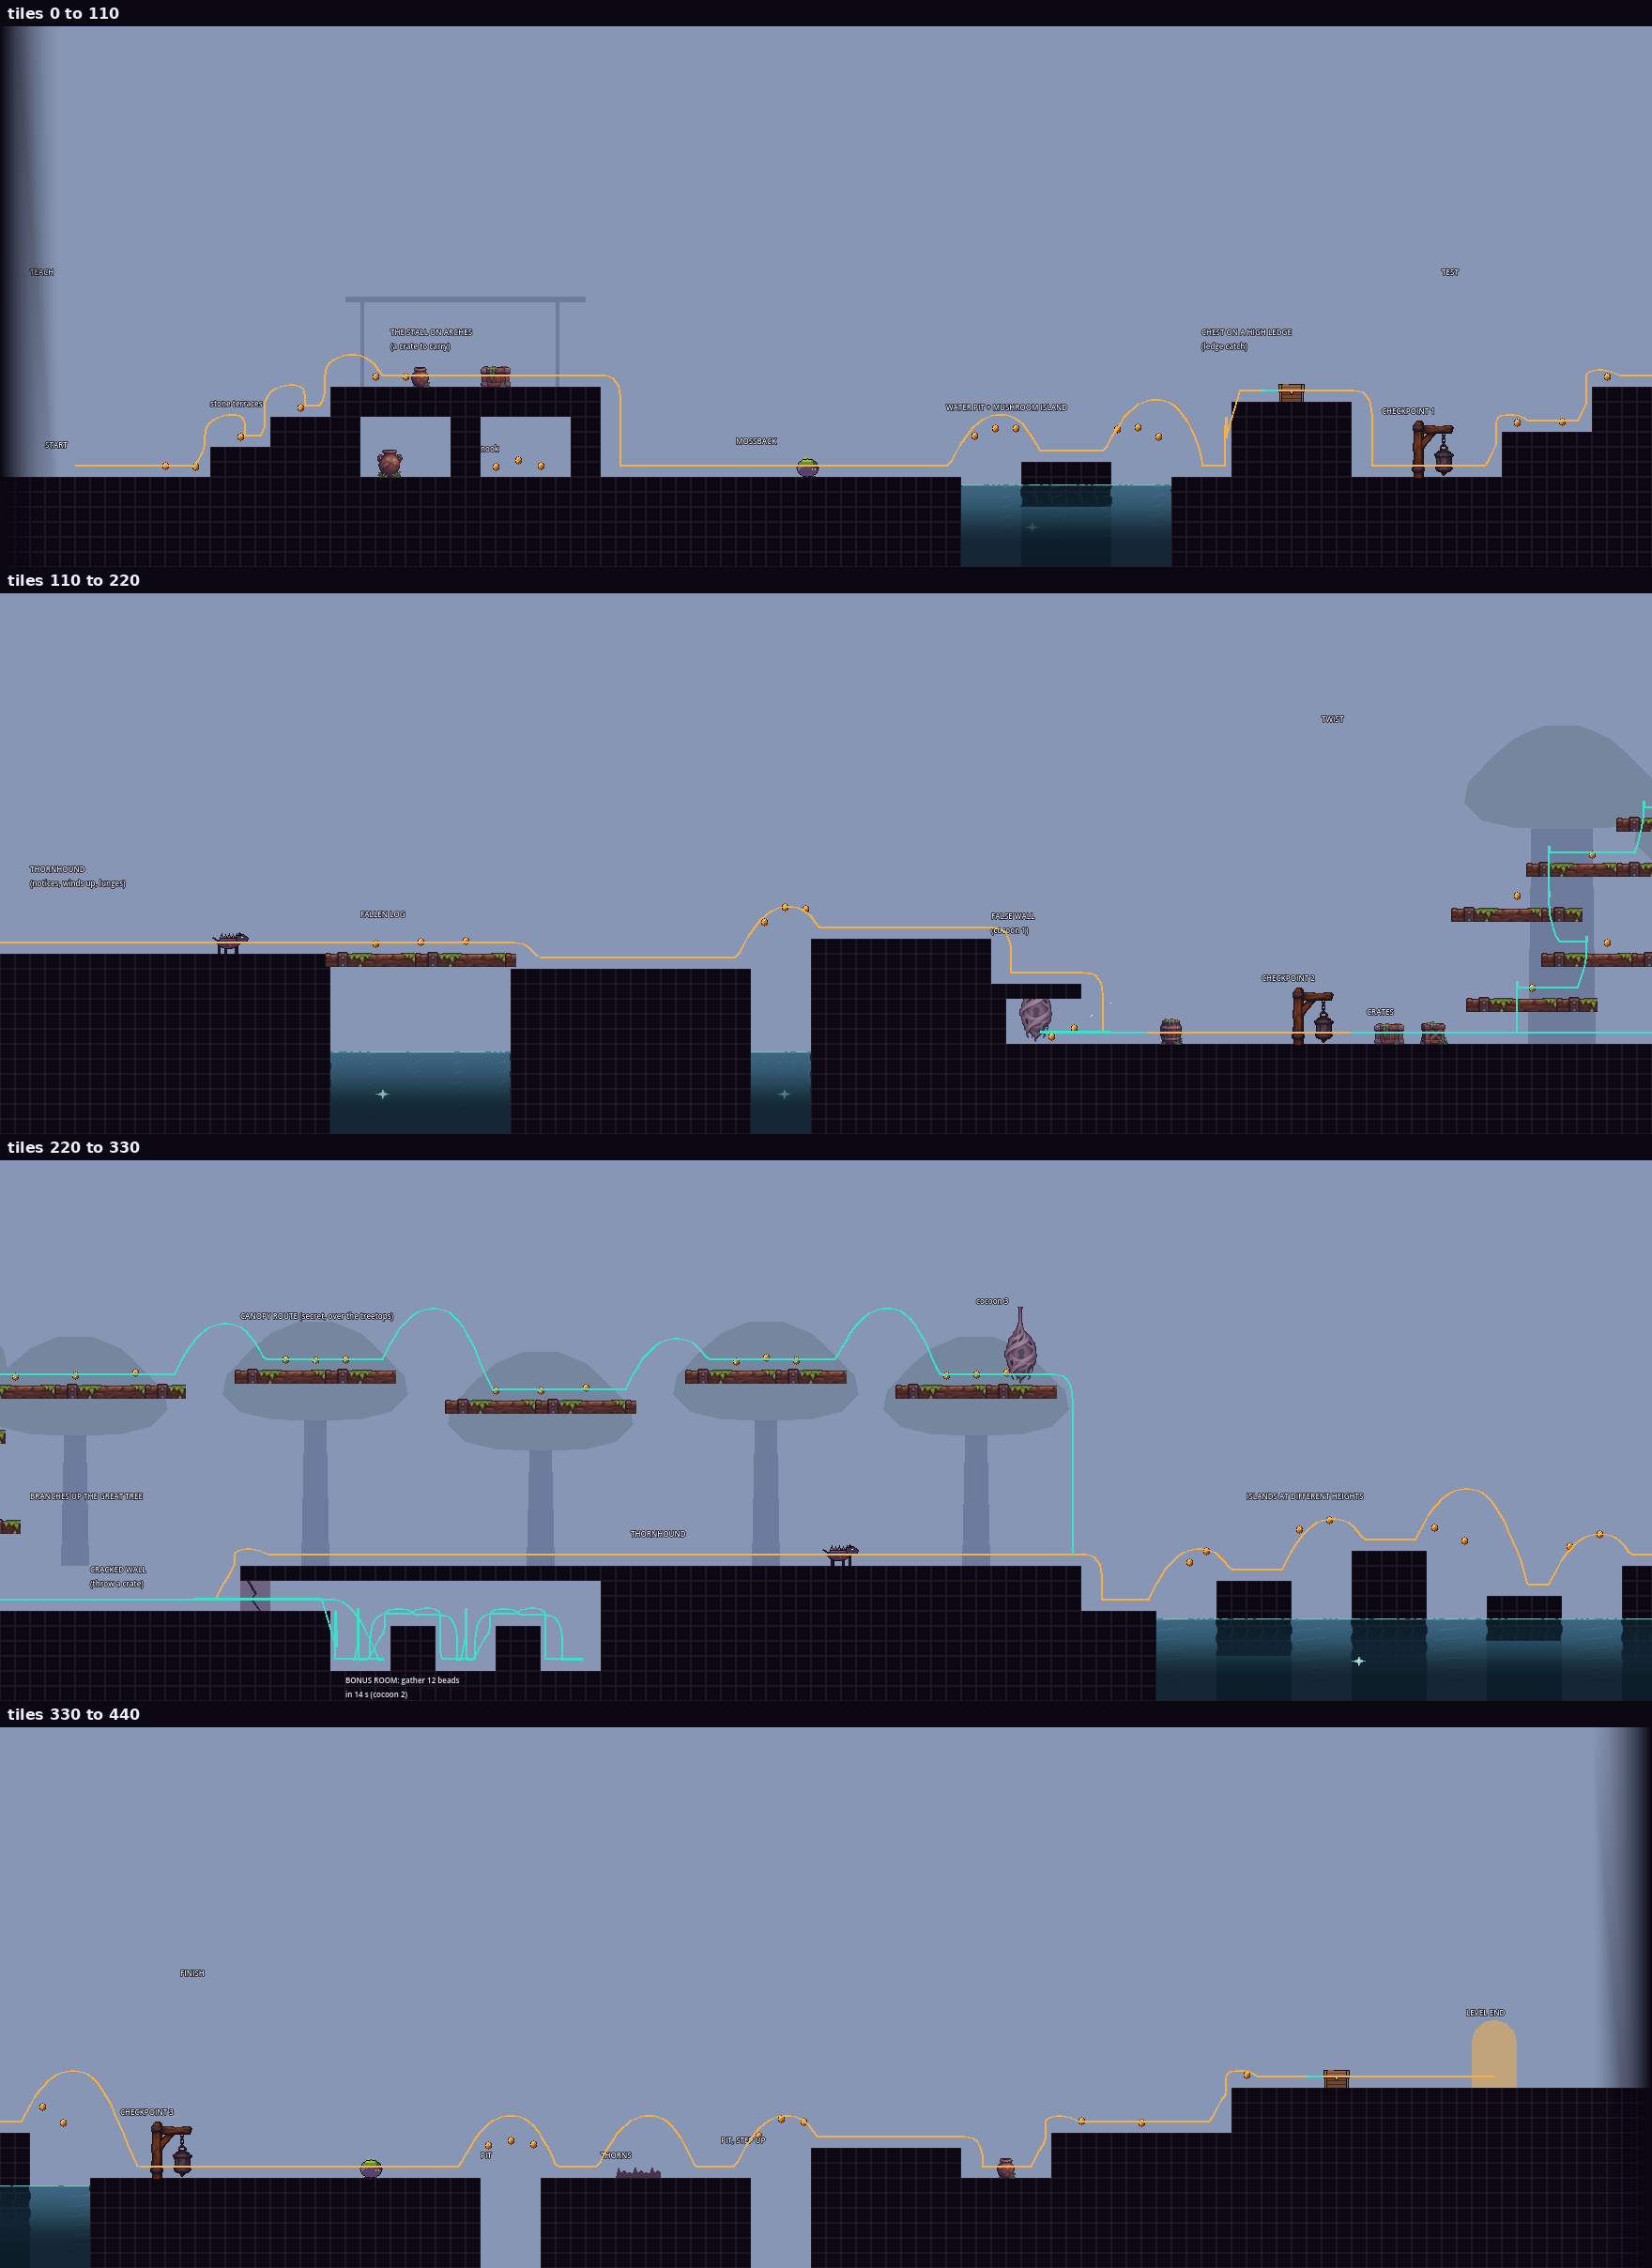 tiles 0 to 110
TEACH
TEST
THE STALL ON ARCHES
(a crate to carry)
CHEST ON A HIGH LEDGE
(ledge catch)
stone terraces
WATER PIT + MUSHROOM ISLAND
CHECKPOINT 1
START
nook
MOSSBACK
tiles 110 to 220
TWIST
THORNHOUND
(notices, winds up, lunges)
FALLEN LOG
FALSE WALL
(cocoon 1)
CHECKPOINT 2
CRATES
tiles 220 to 330
cocoon 3
CANOPY ROUTE (secret, over the treetops)
BRANCHES UP THE GREAT TREE
ISLANDS AT DIFFERENT HEIGHTS
THORNHOUND
CRACKED WALL
(throw a crate)
BONUS ROOM: gather 12 beads
in 14 s (cocoon 2)
tiles 330 to 440
FINISH
LEVEL END
CHECKPOINT 3
PIT
THORNS
PIT, STEP UP